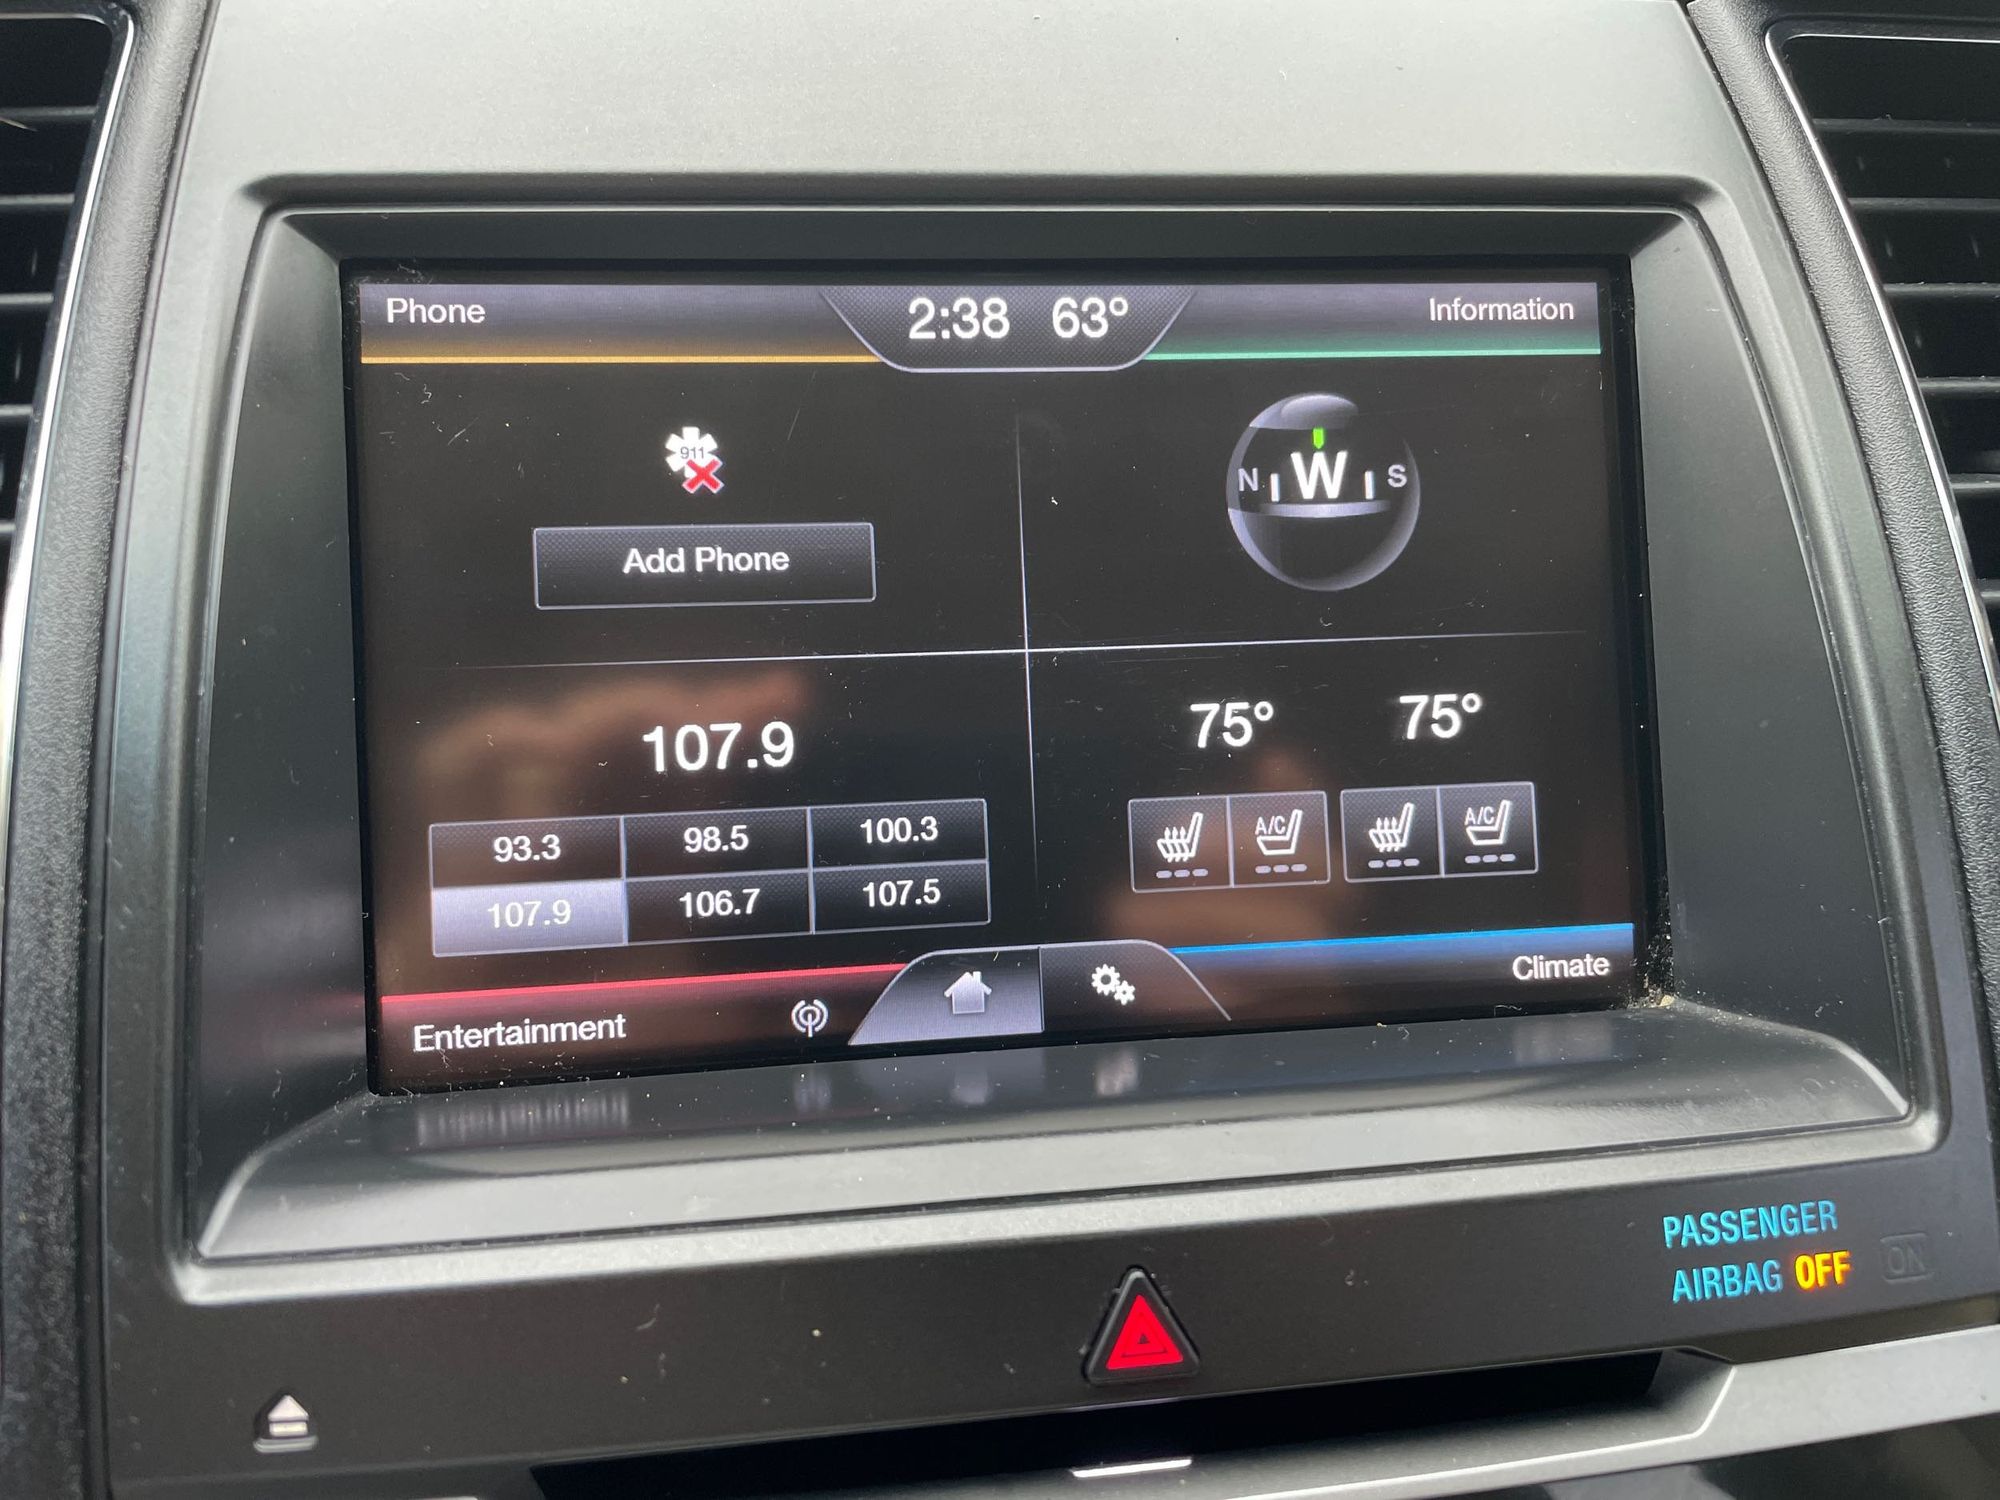 Phone
2:38 63°
Information
911
Add Phone
N W S
107.9
93.3 98.5 100.3
107.9 106.7 107.5
75° 75°
A/C A/C
Entertainment
Climate
PASSENGER
AIRBAG OFF ON